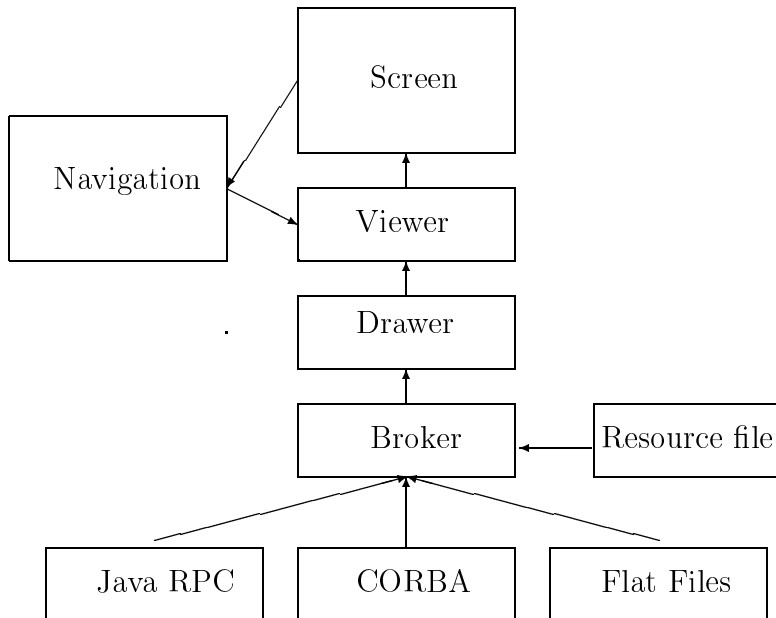 Screen
Navigation
Viewer
Drawer
Broker
Resource file
Java RPC
CORBA
Flat Files